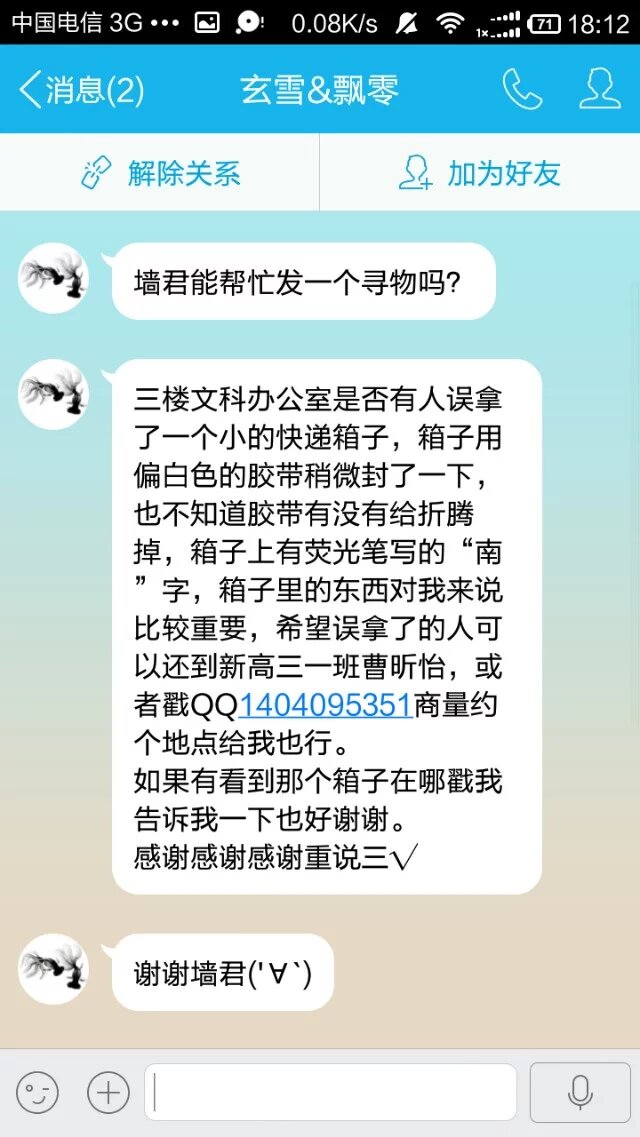 中国电信 3G ••• 0.08K/s 1x 71 18:12
消息(2) 玄雪&飘零
解除关系 加为好友
墙君能帮忙发一个寻物吗?
三楼文科办公室是否有人误拿
了一个小的快递箱子，箱子用
偏白色的胶带稍微封了一下，
也不知道胶带有没有给折腾
掉，箱子上有荧光笔写的“南
”字，箱子里的东西对我来说
比较重要，希望误拿了的人可
以还到新高三一班曹昕怡，或
者戳QQ1404095351商量约
个地点给我也行。
如果有看到那个箱子在哪戳我
告诉我一下也好谢谢。
感谢感谢感谢重说三√
谢谢墙君('∀`)